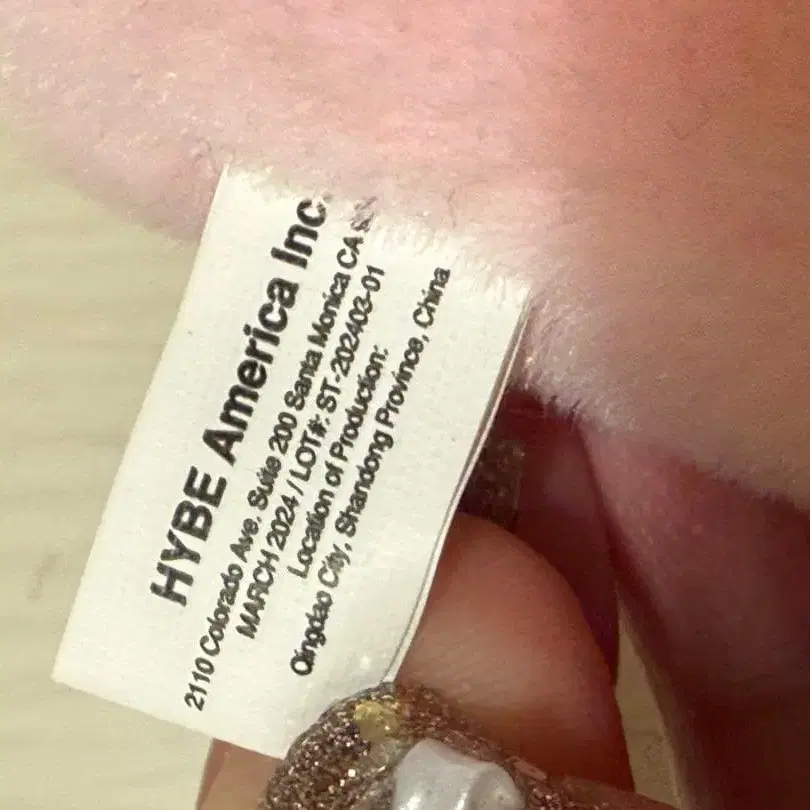 HYBE America Inc.
2110 Colorado Ave. Suite 200 Santa Monica CA
MARCH 2024 / LOT#: ST-202403-01
Location of Production:
Qingdao City, Shandong Province, China